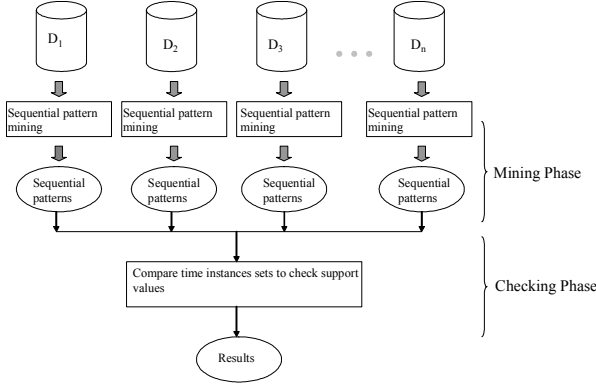 D1
D2
D3
Dn
Sequential pattern
mining
Sequential pattern
mining
Sequential pattern
mining
Sequential pattern
mining
Sequential
patterns
Sequential
patterns
Sequential
patterns
Sequential
patterns
Mining Phase
Compare time instances sets to check support
values
Checking Phase
Results